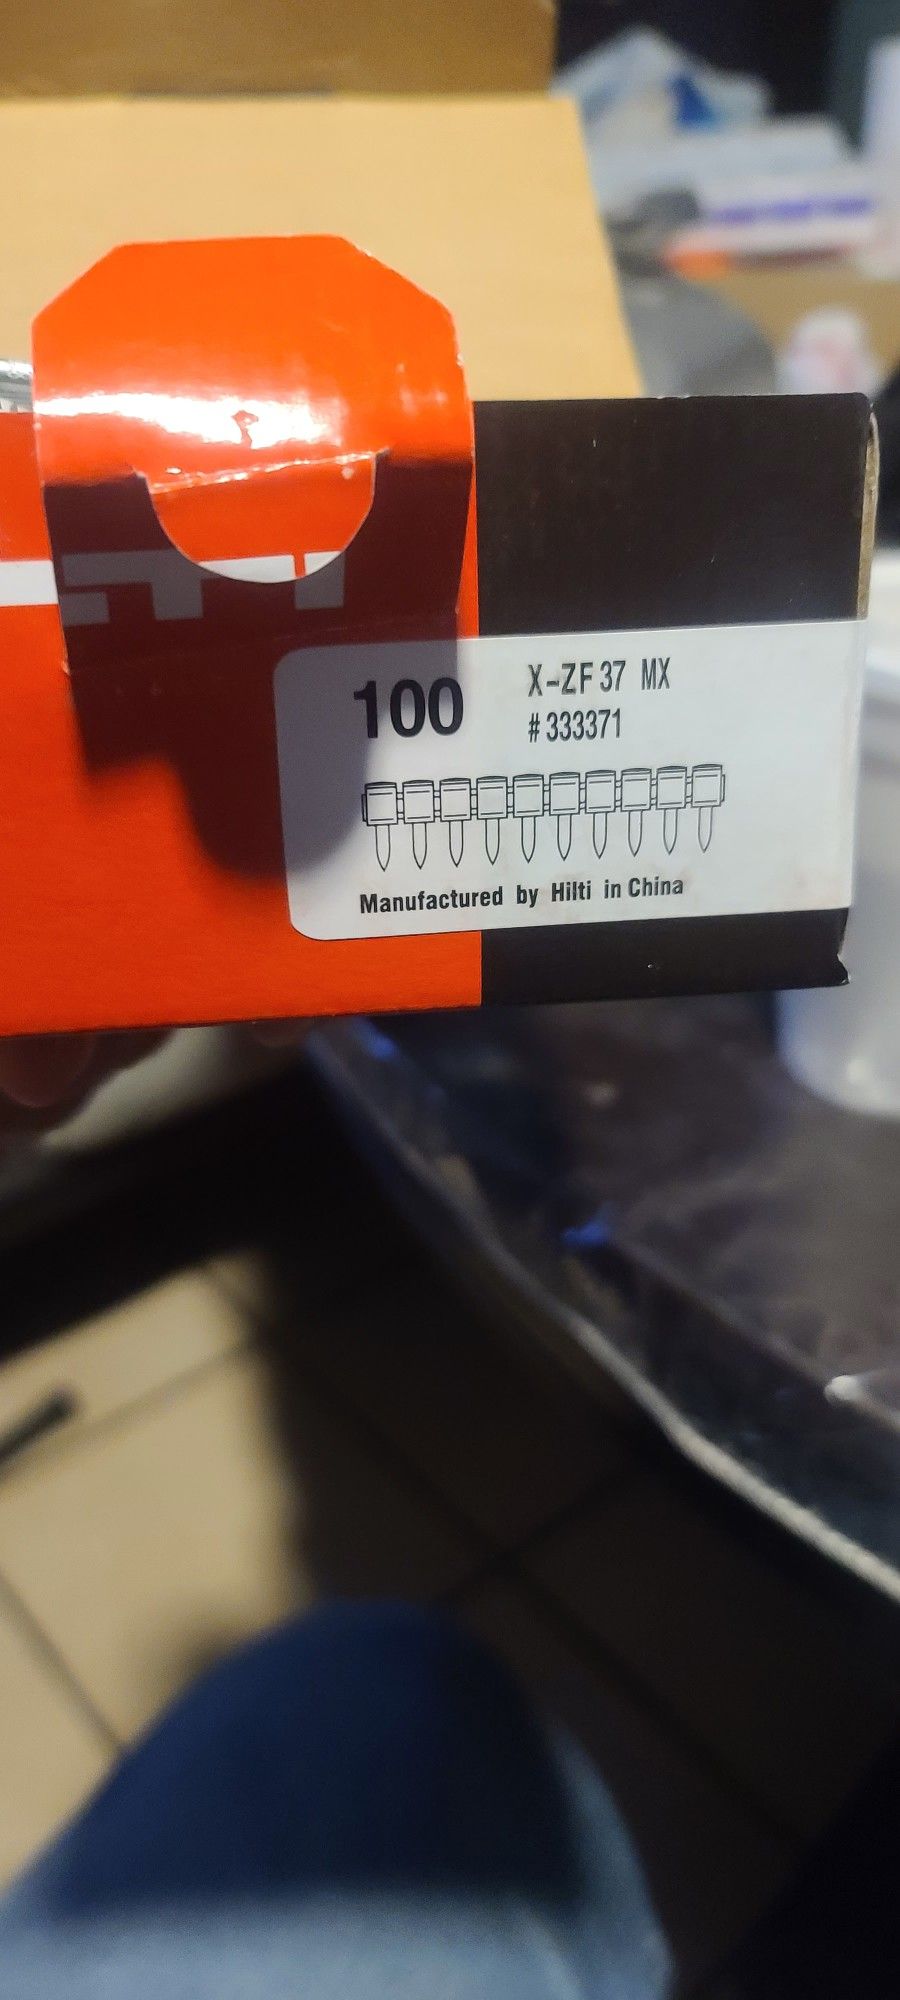 100
X-ZF 37 MX
#333371
Manufactured by Hilti in China